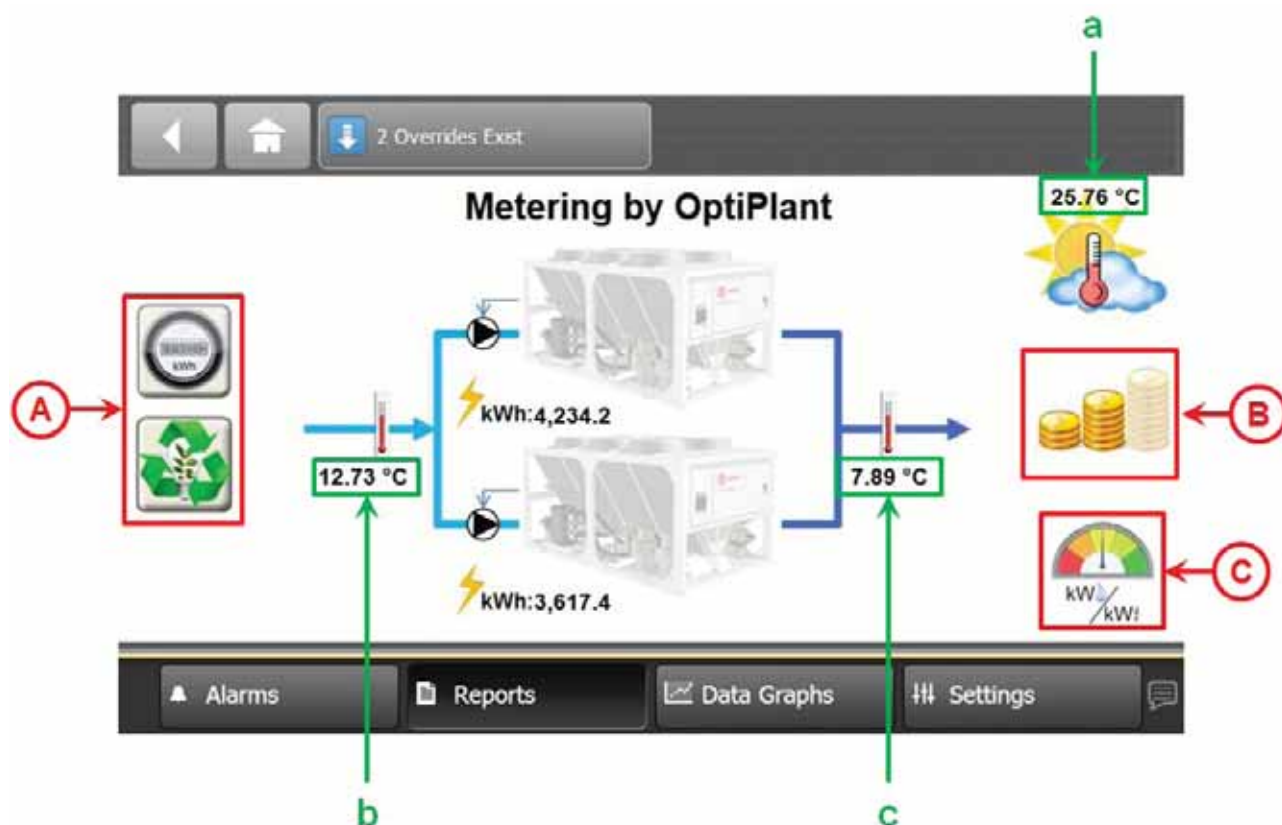 a
2 Overrides Exist
25.76 °C
Metering by OptiPlant
kWh
A
kWh:4,234.2
B
12.73 °C
7.89 °C
kW/kW
C
kWh:3,617.4
Alarms
Reports
Data Graphs
Settings
b
c